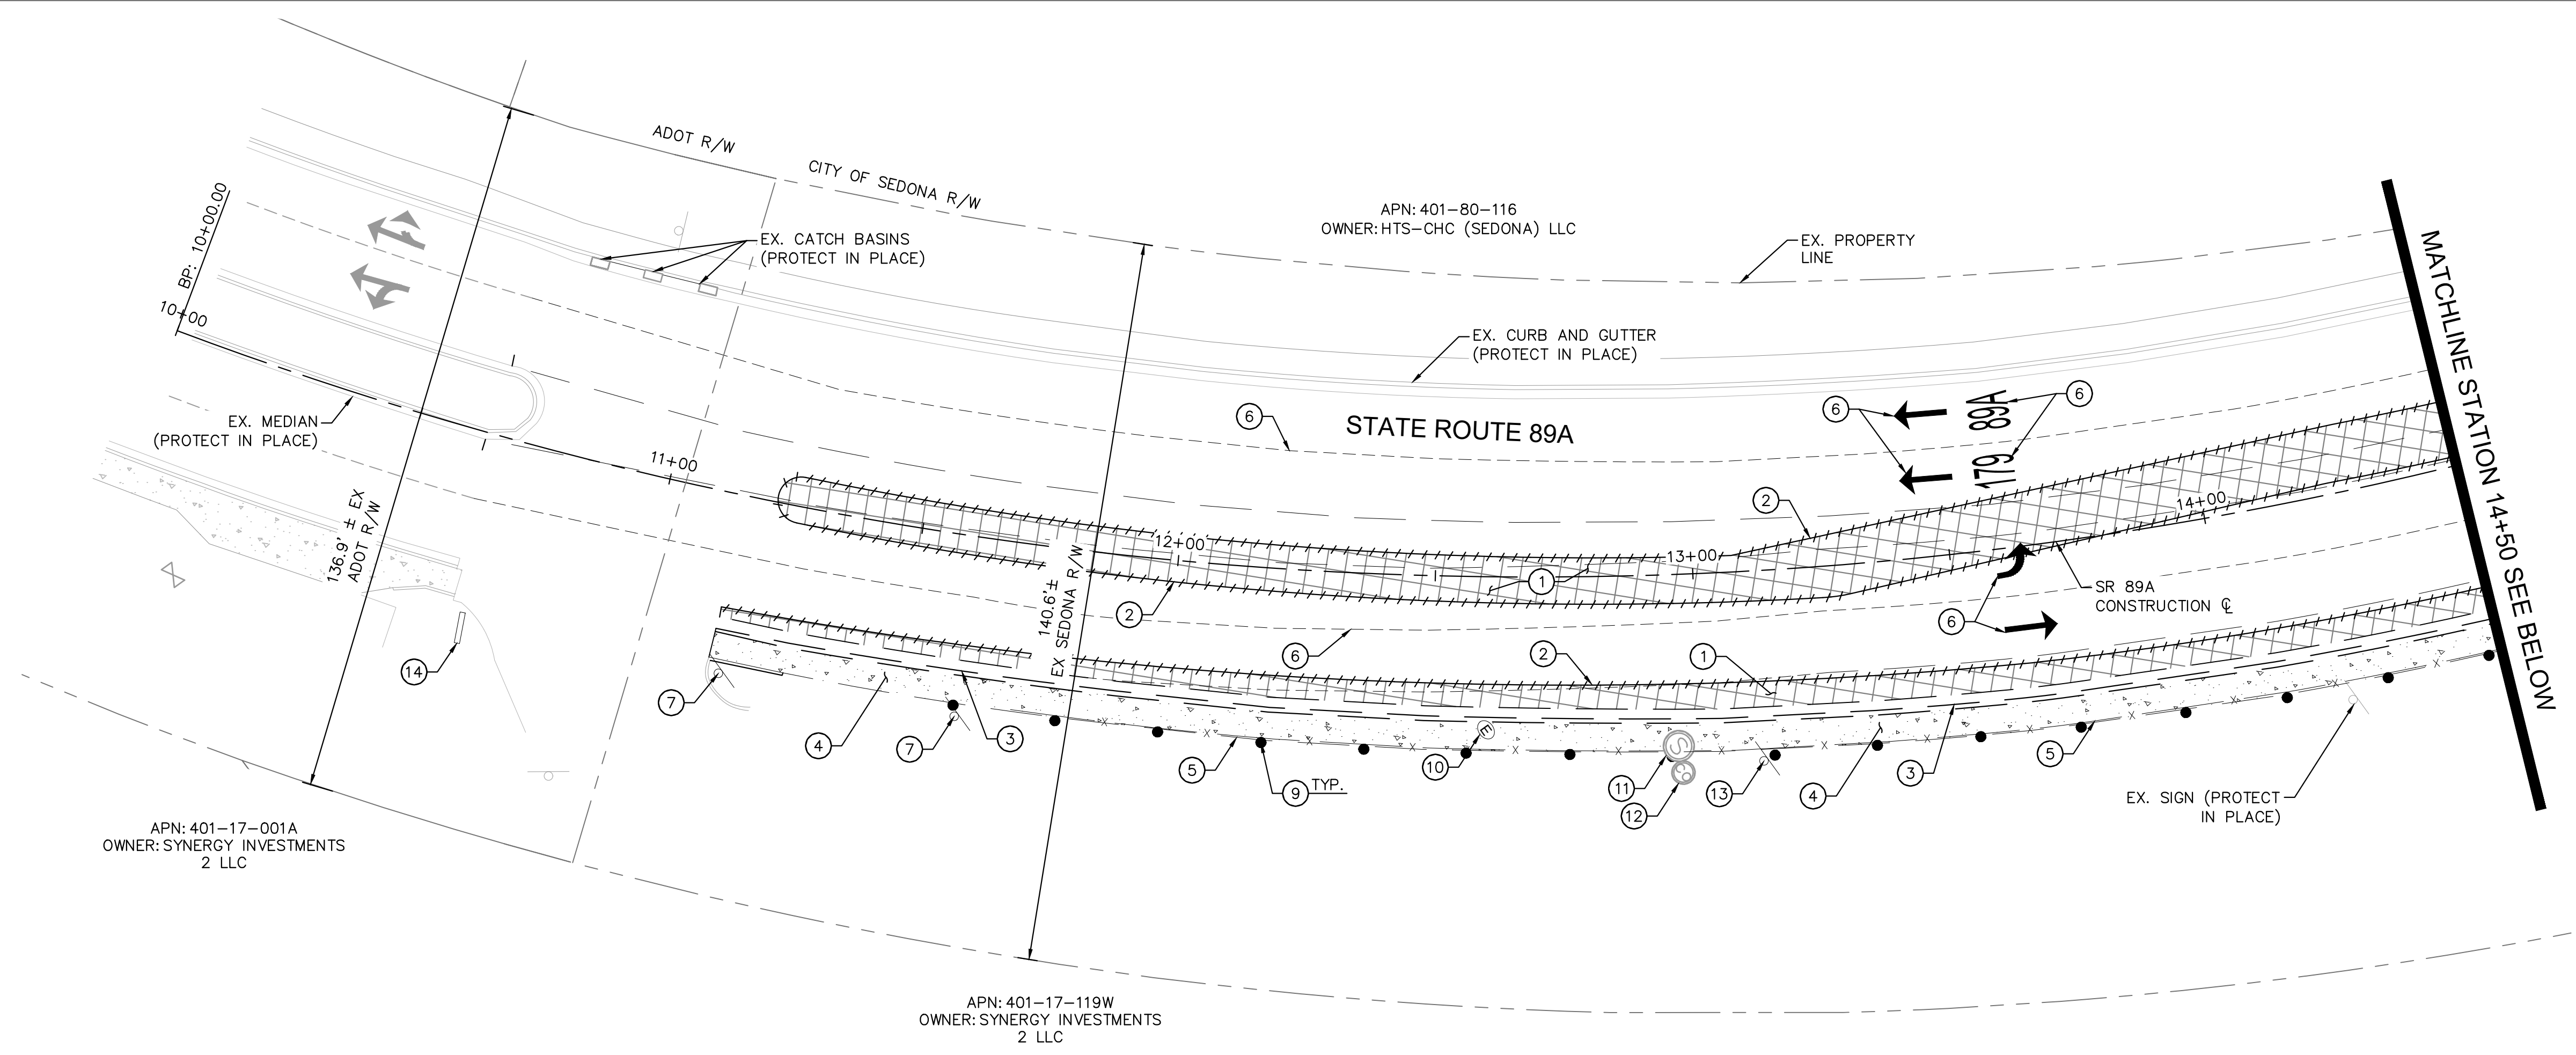 ADOT R/W
CITY OF SEDONA R/W
APN: 401-80-116
OWNER: HTS-CHC (SEDONA) LLC
EX. PROPERTY
LINE
BP: 10+00.00
10+00
EX. CATCH BASINS
(PROTECT IN PLACE)
EX. CURB AND GUTTER
(PROTECT IN PLACE)
EX. MEDIAN
(PROTECT IN PLACE)
STATE ROUTE 89A
89A
179
6
6
6
11+00
12+00
13+00
14+00
2
1
2
136.9' ± EX
ADOT R/W
140.6' ±
EX SEDONA R/W
SR 89A
CONSTRUCTION ℄
6
6
2
1
14
7
4
7
3
5
9 TYP.
10
E
S
CO
11
12
13
4
3
5
EX. SIGN (PROTECT
IN PLACE)
MATCHLINE STATION 14+50 SEE BELOW
APN: 401-17-001A
OWNER: SYNERGY INVESTMENTS
2 LLC
APN: 401-17-119W
OWNER: SYNERGY INVESTMENTS
2 LLC